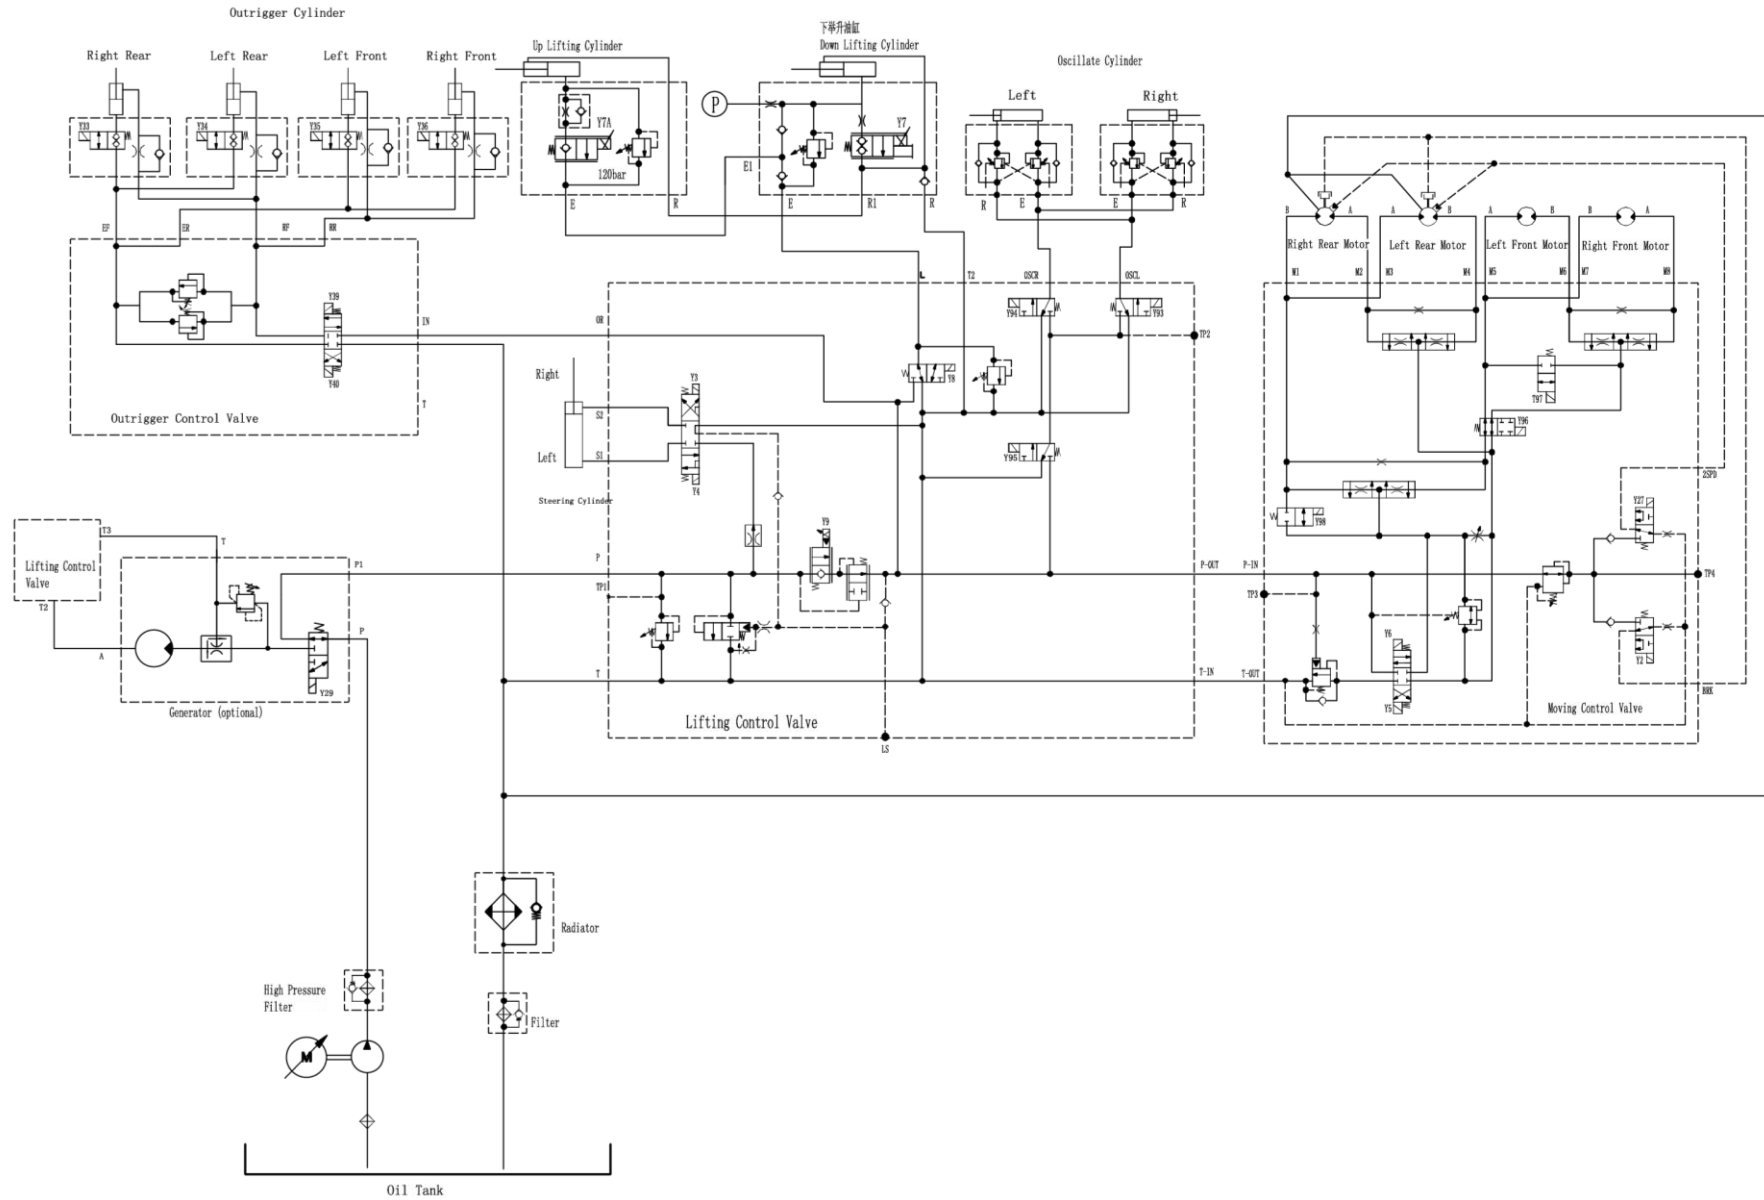 Outrigger Cylinder
Right Rear
Left Rear
Left Front
Right Front
Up Lifting Cylinder
下举升油缸
Down Lifting Cylinder
Oscillate Cylinder
Left
Right
Y33
Y34
Y35
Y36
Y7A
120bar
P
Y7
E1
E
R
E
R1
R
R
E
E
R
EF
ER
RF
RR
B
A
A
B
A
B
B
A
Right Rear Motor
Left Rear Motor
Left Front Motor
Right Front Motor
M1
M2
M3
M4
M5
M6
M7
M8
L
T2
OSCR
OSCL
Y39
Y40
IN
T
OR
Outrigger Control Valve
Y94
Y93
TP2
Y8
Right
Left
S2
S1
Y3
Y4
Steering Cylinder
Y95
T97
Y96
Y98
2SPD
Y27
Lifting Control
Valve
T3
T2
T
A
P1
P
Y29
Generator (optional)
P
TP1
T
Y9
P-OUT
P-IN
TP3
TP4
T-IN
T-OUT
Y6
Y5
Y2
BRK
Lifting Control Valve
LS
Moving Control Valve
Radiator
High Pressure
Filter
Filter
M
Oil Tank